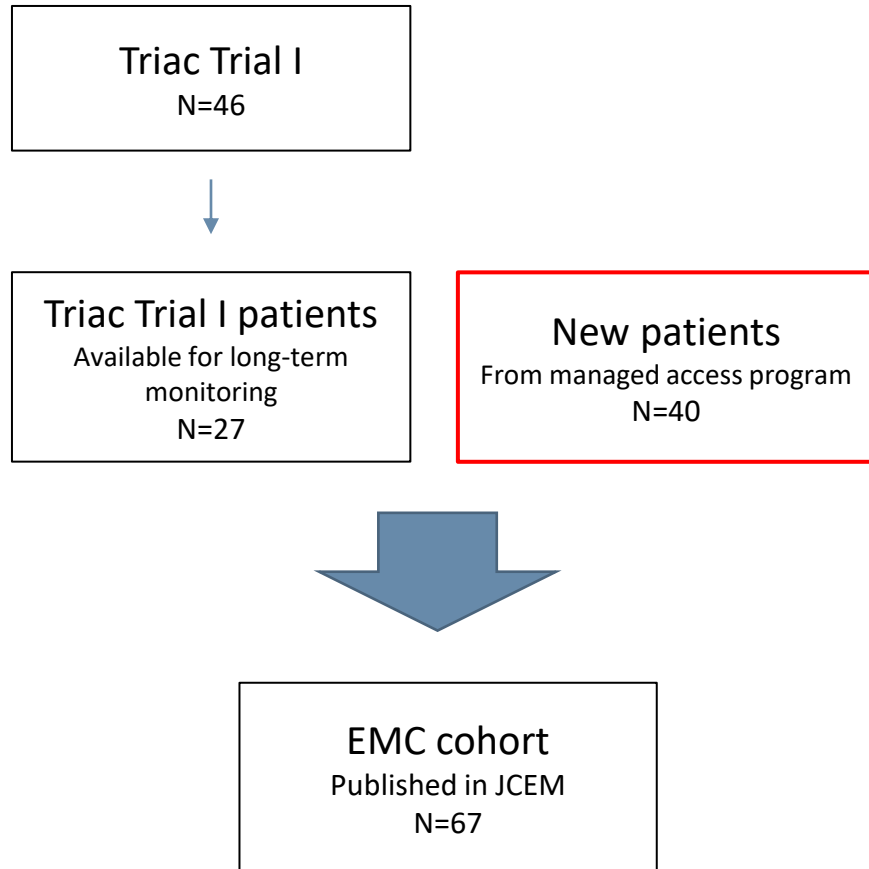 Triac Trial I
N=46
Triac Trial I patients
Available for long-term
monitoring
N=27
New patients
From managed access program
N=40
EMC cohort
Published in JCEM
N=67